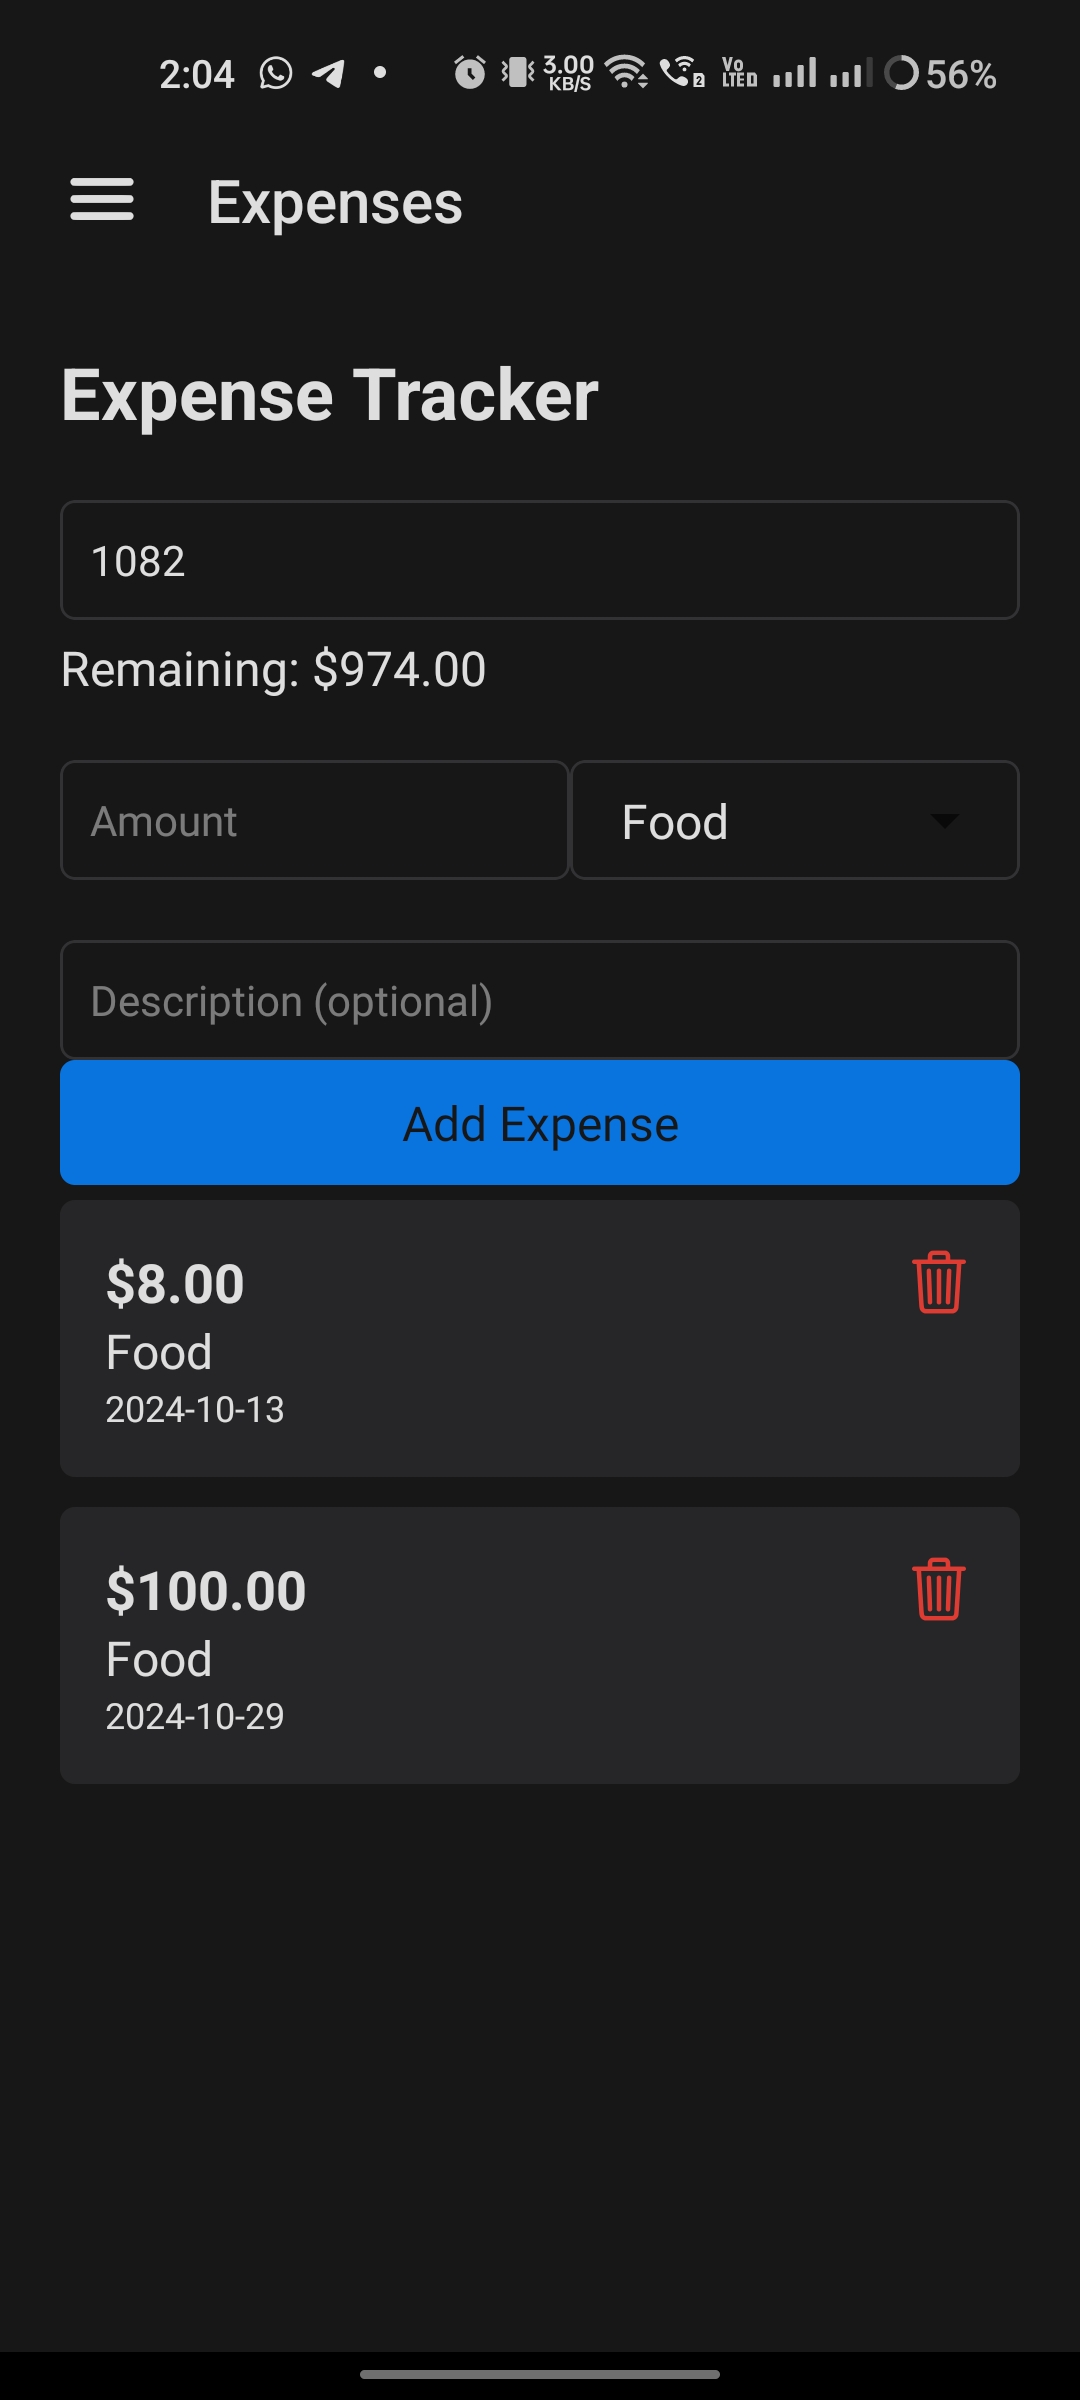 2:04 3.00 KB/S 2 Vo LTE D 56%
Expenses
Expense Tracker
1082
Remaining: $974.00
Amount Food
Description (optional)
Add Expense
$8.00
Food
2024-10-13
$100.00
Food
2024-10-29